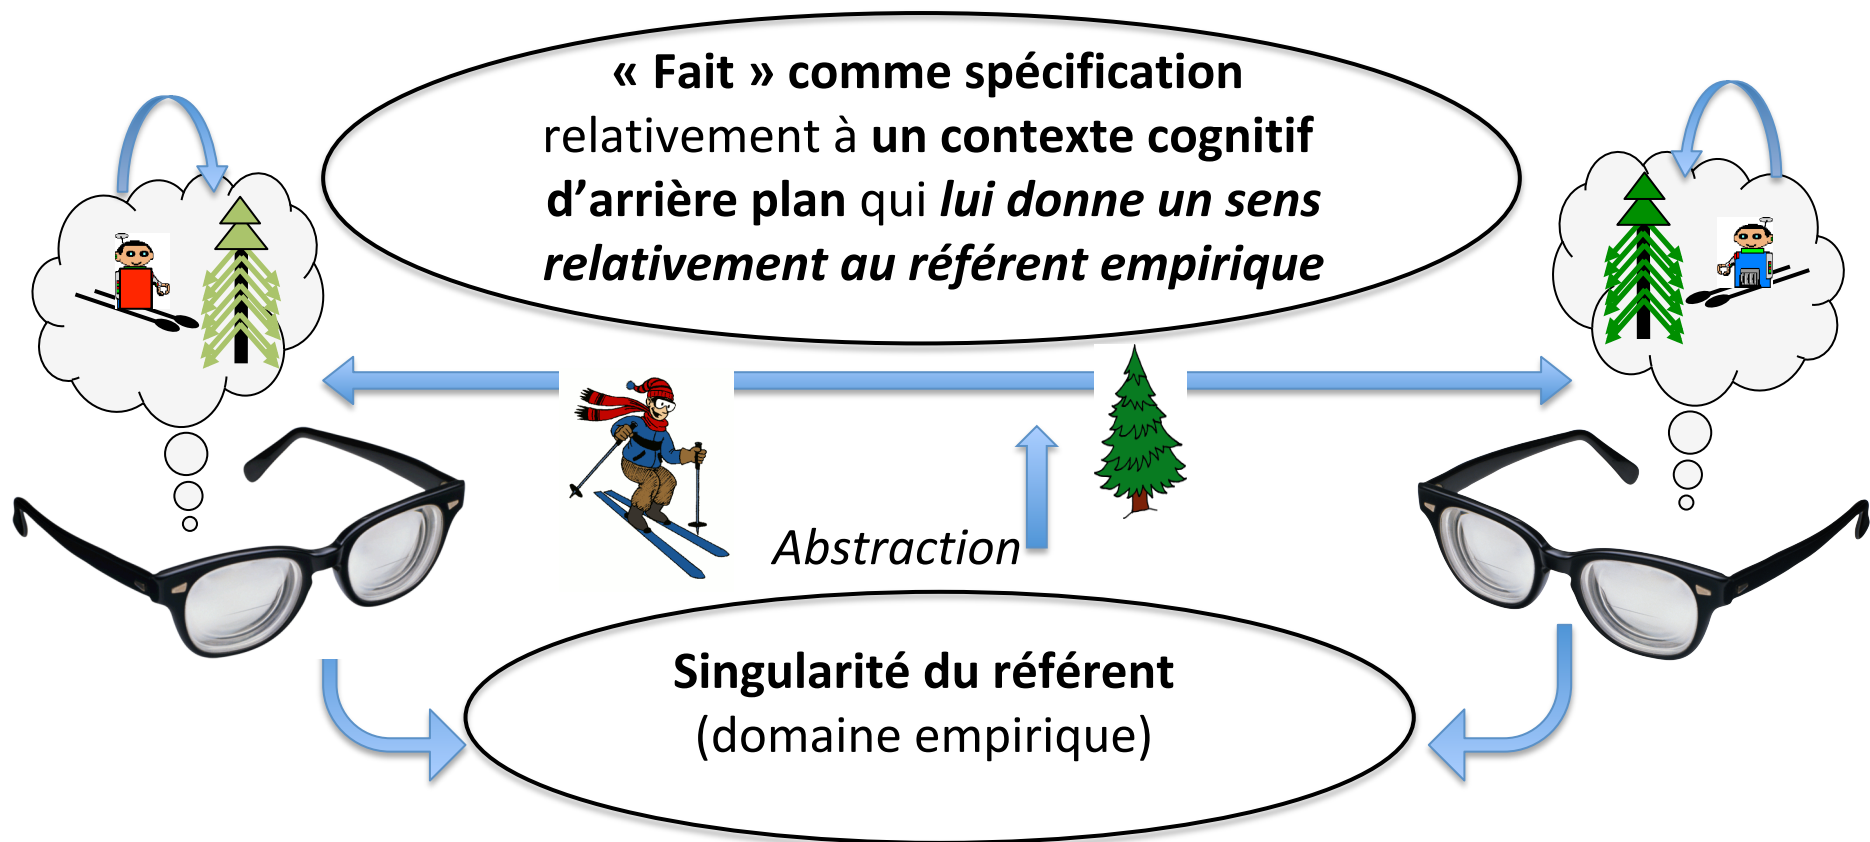 « Fait » comme spécification
relativement à un contexte cognitif
d’arrière plan qui lui donne un sens
relativement au référent empirique
Abstraction
Singularité du référent
(domaine empirique)